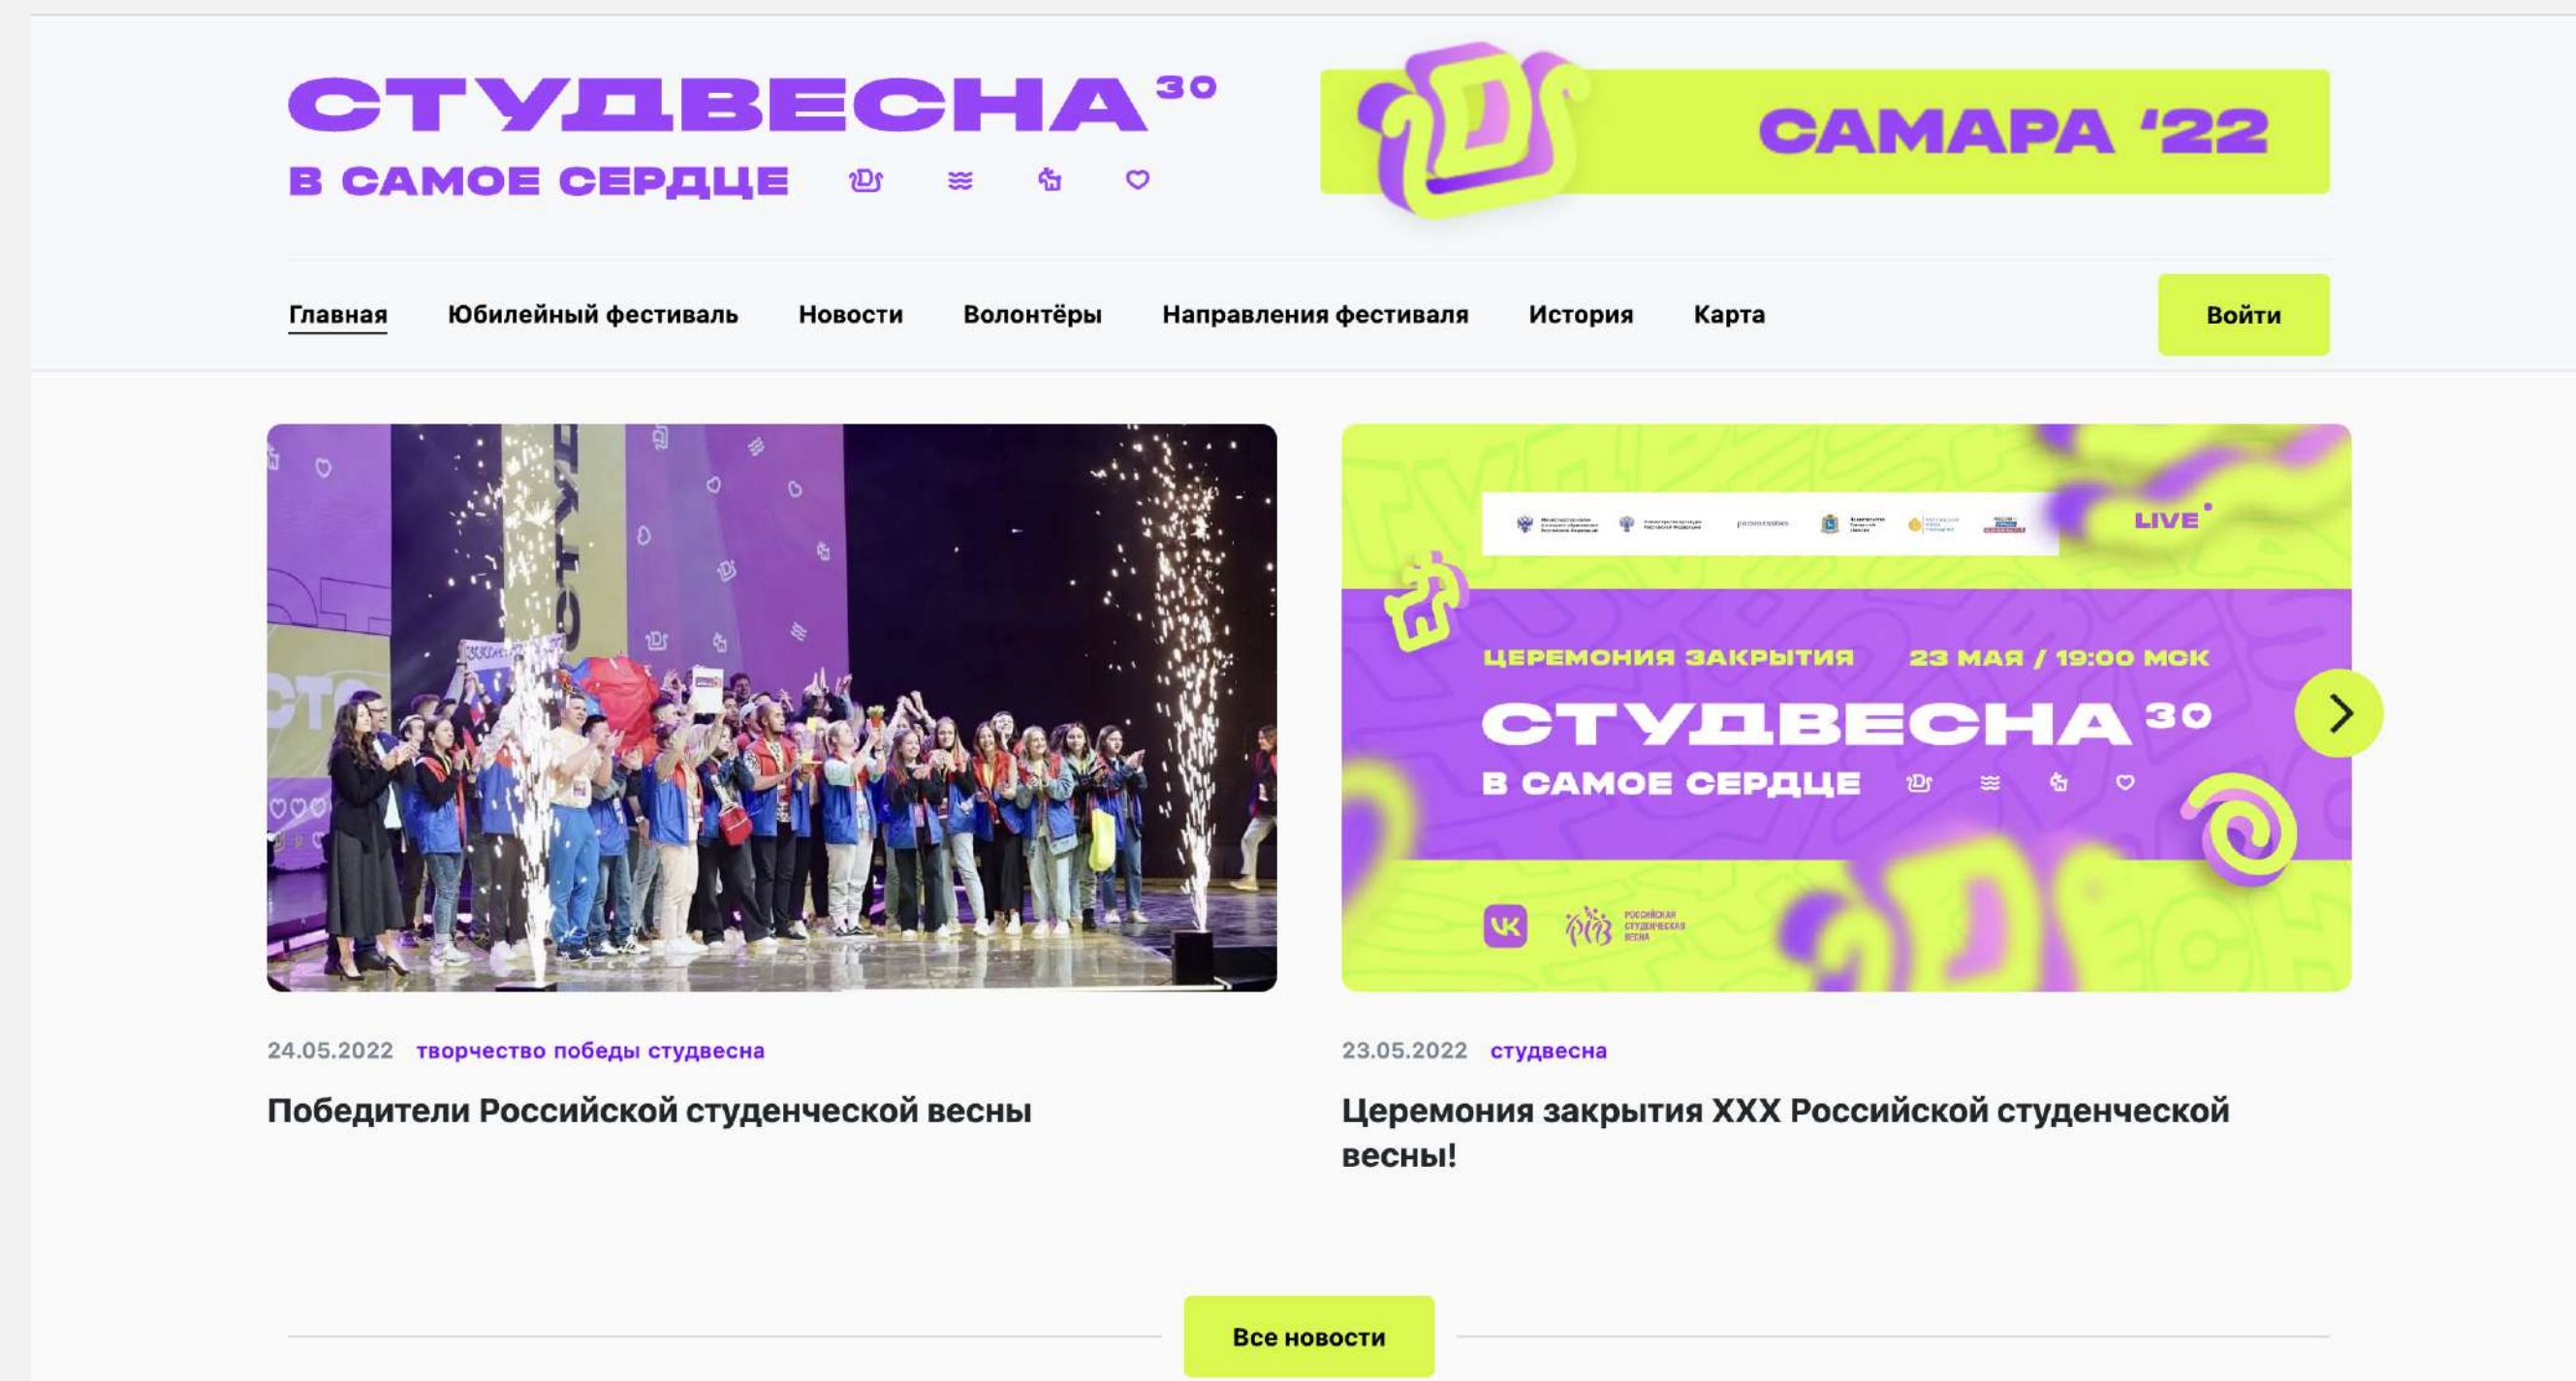 СТУДВЕСНА 30
В САМОЕ СЕРДЦЕ
САМАРА '22
Главная Юбилейный фестиваль Новости Волонтёры Направления фестиваля История Карта Войти
LIVE
ЦЕРЕМОНИЯ ЗАКРЫТИЯ 23 МАЯ / 19:00 МСК
СТУДВЕСНА 30
В САМОЕ СЕРДЦЕ
VK
РОССИЙСКАЯ
СТУДЕНЧЕСКАЯ
ВЕСНА
24.05.2022 творчество победы студвесна
Победители Российской студенческой весны
23.05.2022 студвесна
Церемония закрытия XXX Российской студенческой
весны!
Все новости